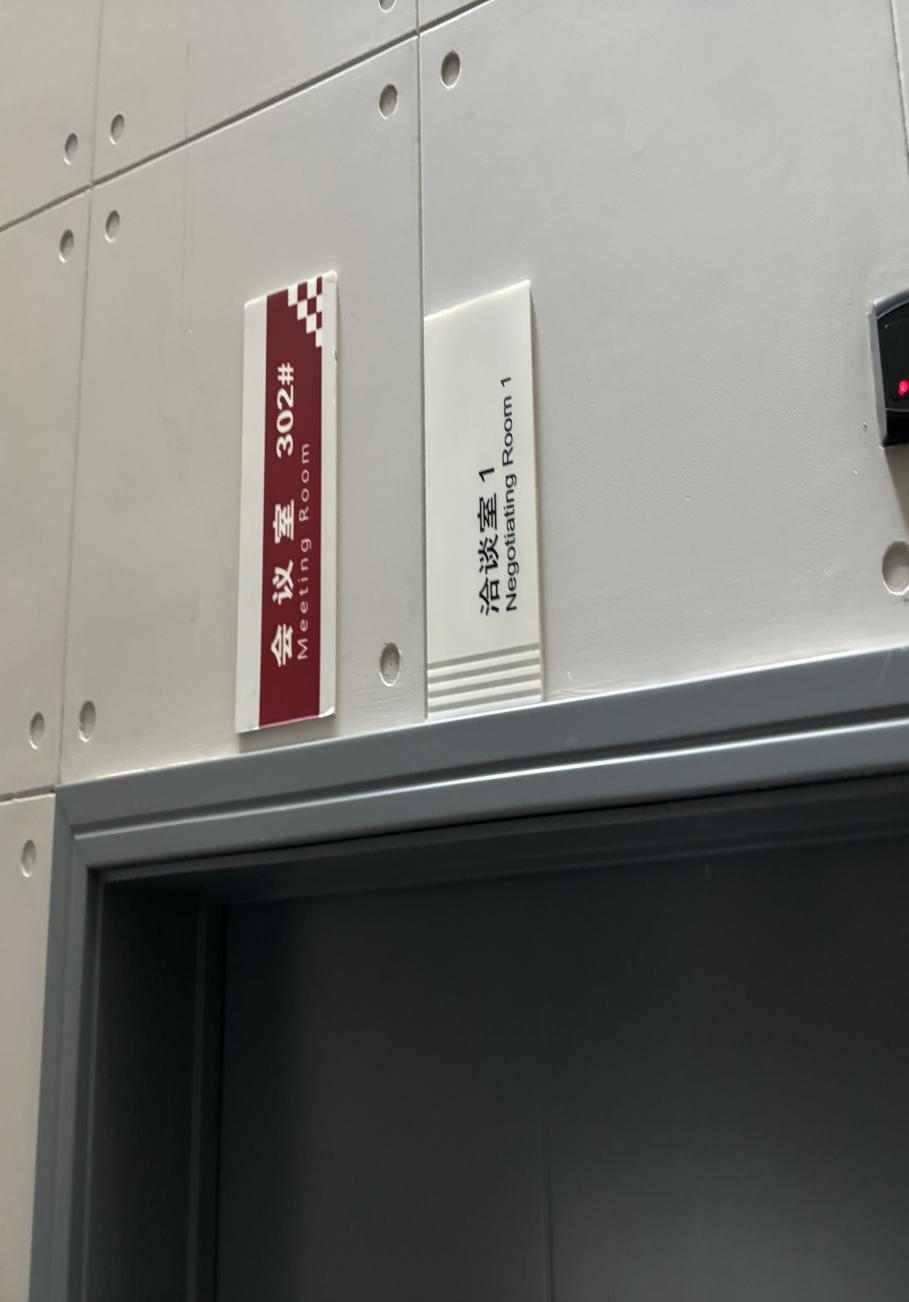 会议室 302#
Meeting Room
洽谈室 1
Negotiating Room 1